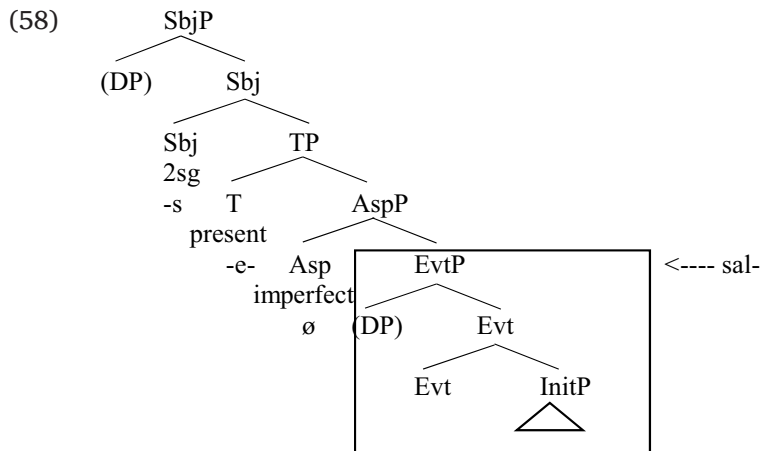 (58) SbjP
(DP) Sbj
Sbj TP
2sg
-s T AspP
present
-e- Asp EvtP <---- sal-
imperfect
ø (DP) Evt
Evt InitP